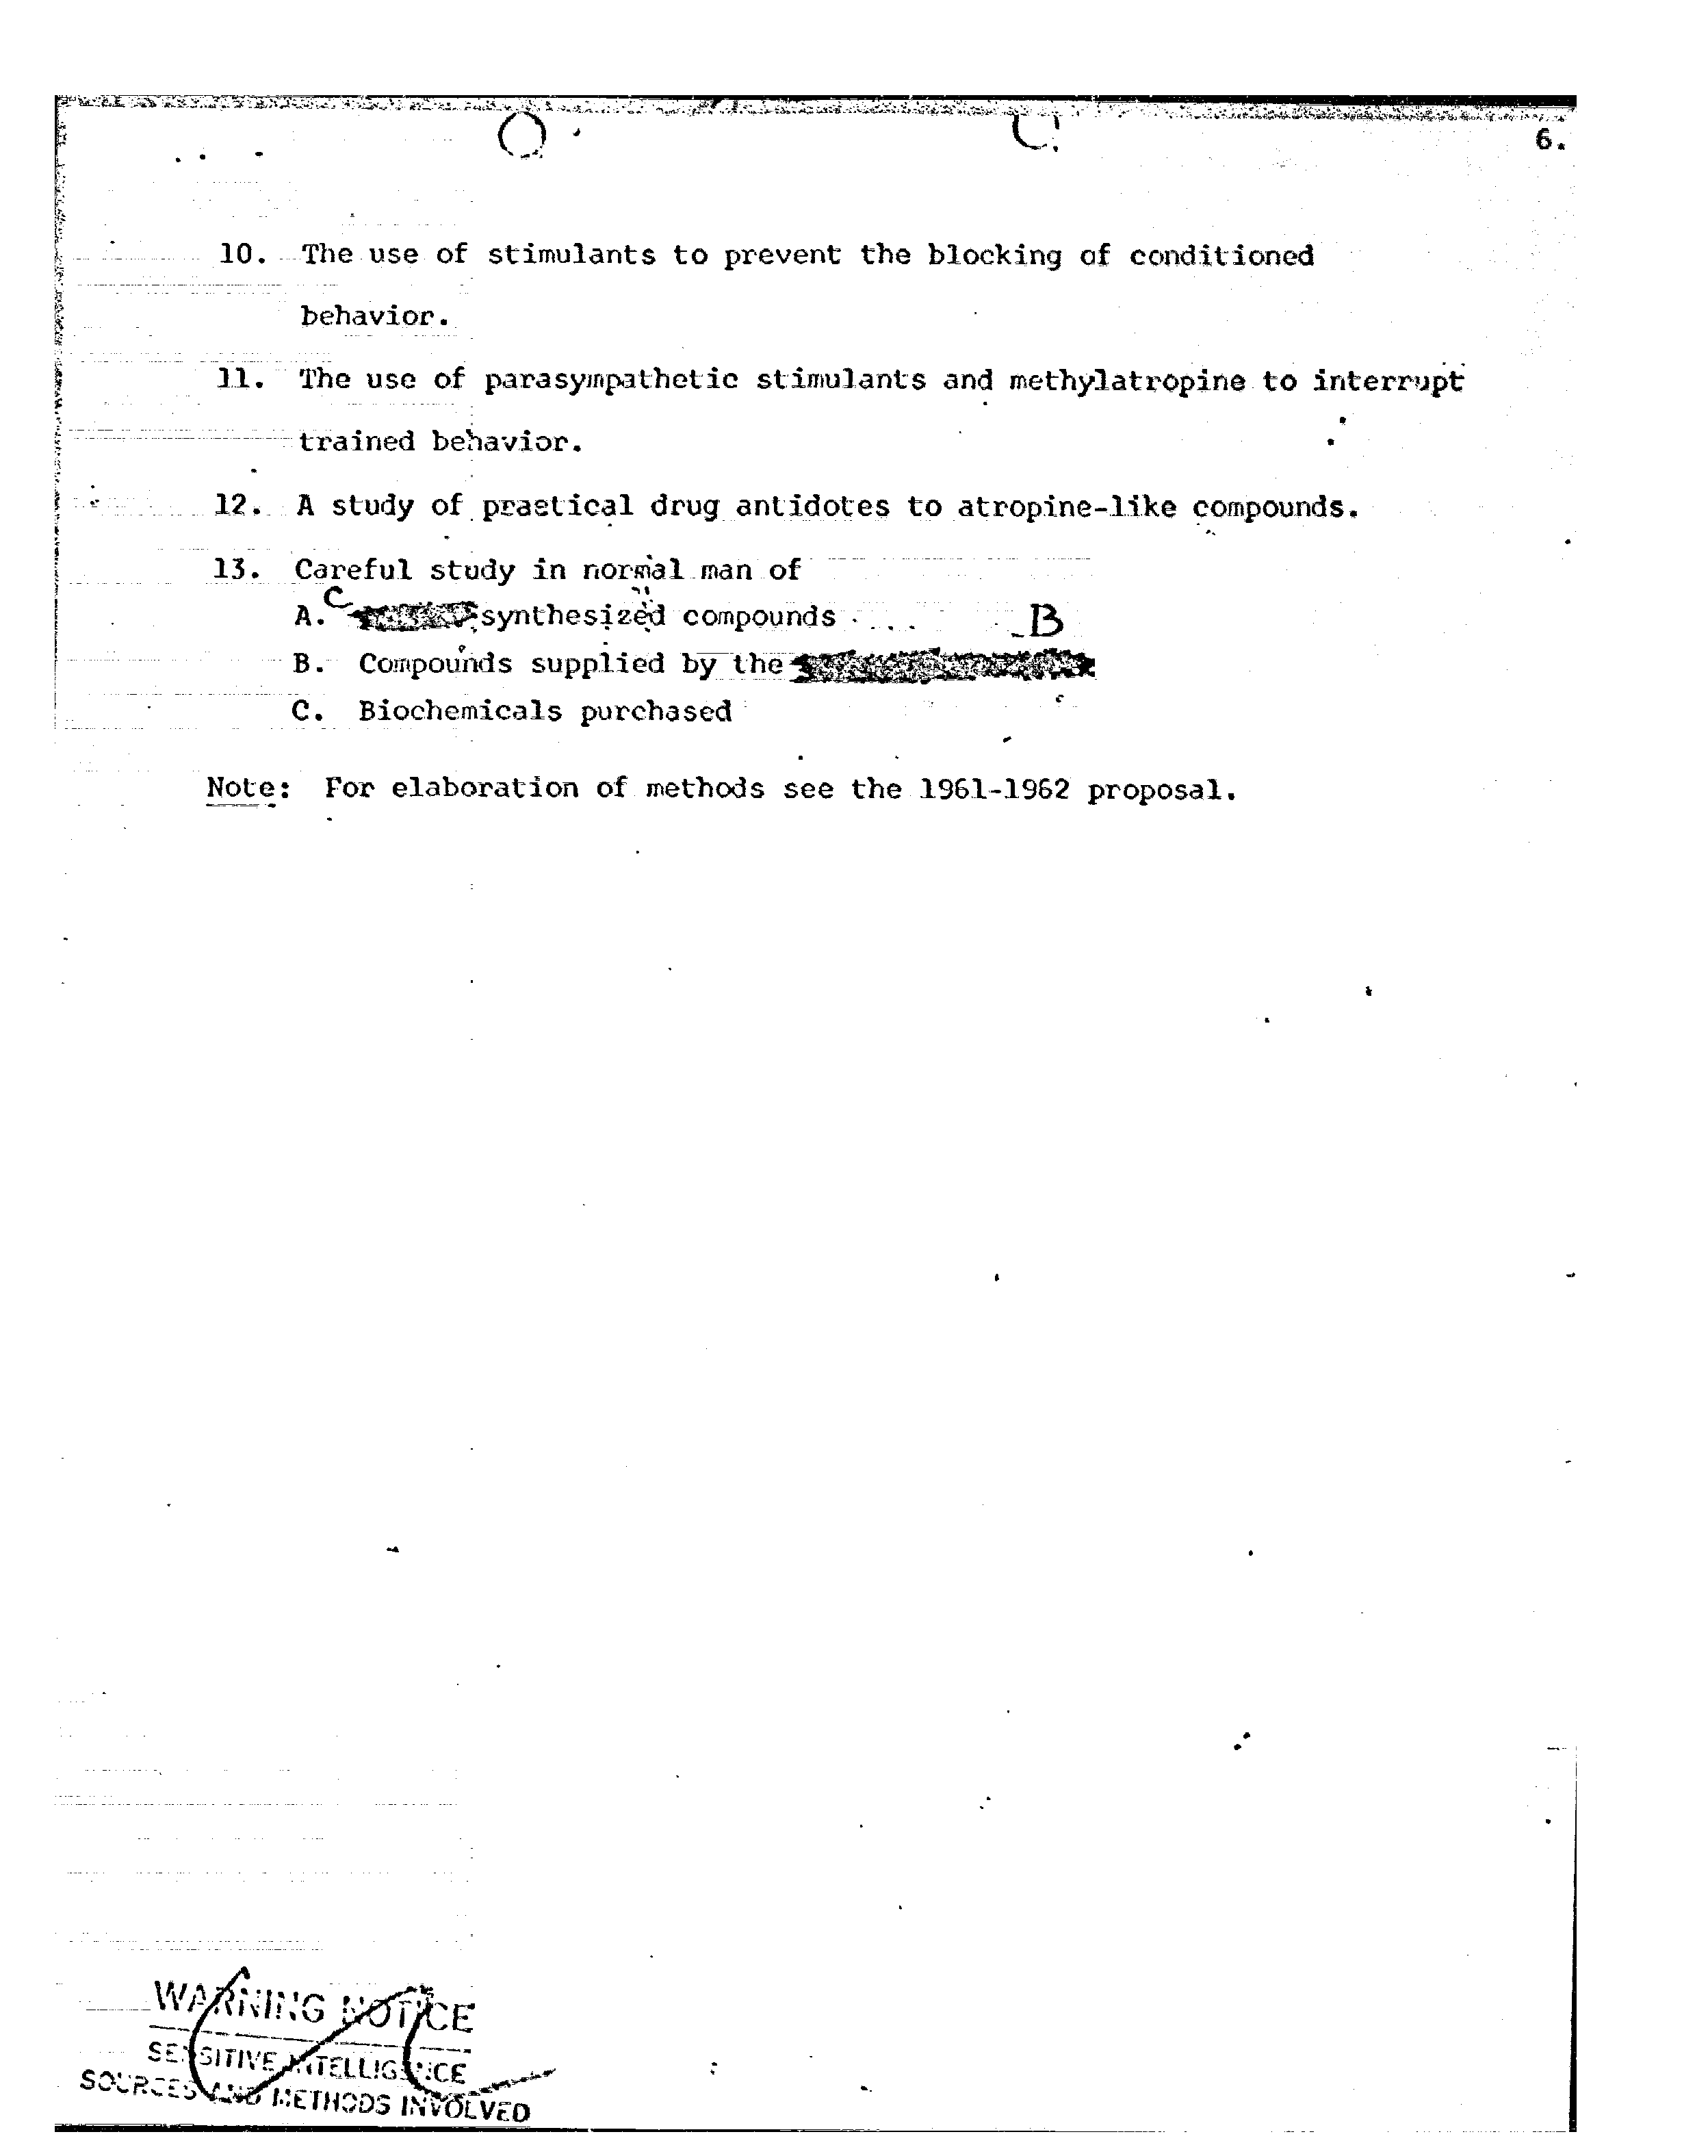 6.
10. The use of stimulants to prevent the blocking of conditioned
behavior.
11. The use of parasympathetic stimulants and methylatropine to interrupt
trained behavior.
12. A study of practical drug antidotes to atropine-like compounds.
13. Careful study in normal man of
C
A. synthesized compounds
B
B. Compounds supplied by the
C. Biochemicals purchased
Note: For elaboration of methods see the 1961-1962 proposal.
WARNING NOTICE
SENSITIVE INTELLIGENCE
SOURCES AND METHODS INVOLVED